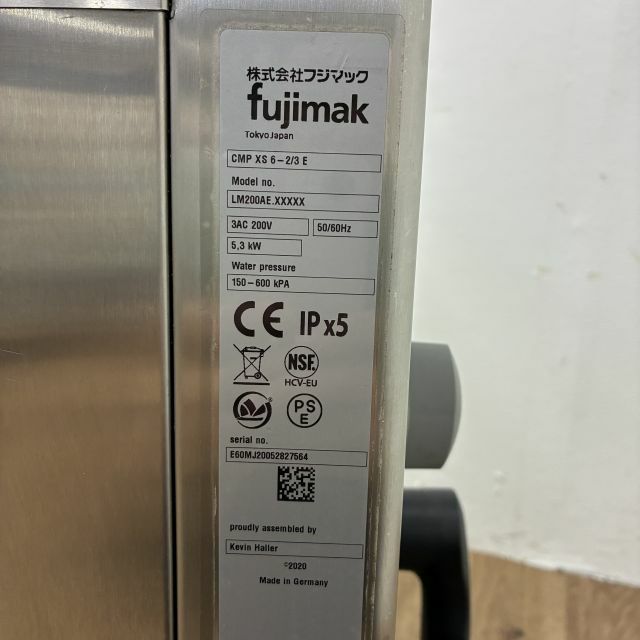 株式会社フジマック
fujimak
Tokyo Japan
CMP XS 6 – 2/3 E
Model no.
LM200AE.XXXXX
3AC 200V 50/60Hz
5,3 kW
Water pressure
150 – 600 kPa
CE IP x5
NSF.
HCV-EU
PS
E
serial no.
E60MJ20052827564
proudly assembled by
Kevin Haller
©2020
Made in Germany